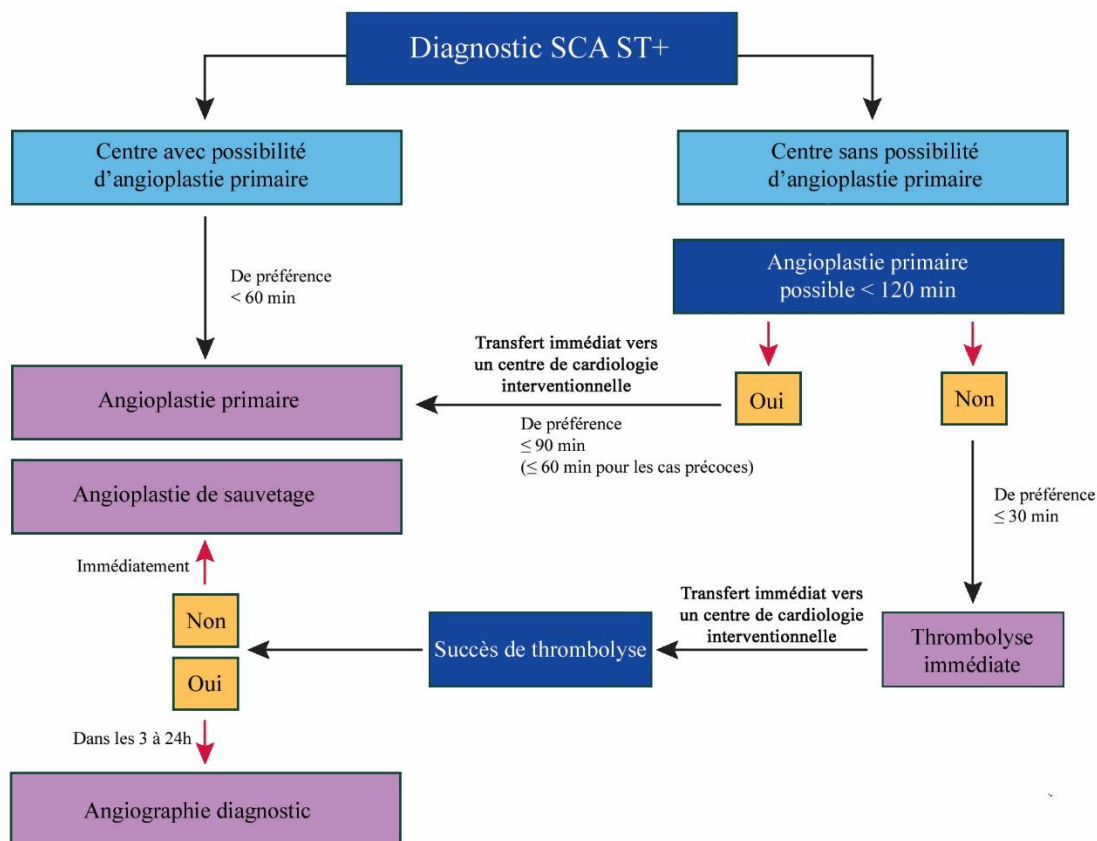 Diagnostic SCA ST+
Centre avec possibilité
d'angioplastie primaire
Centre sans possibilité
d'angioplastie primaire
De préférence
< 60 min
Angioplastie primaire
possible < 120 min
Transfert immédiat vers
un centre de cardiologie
interventionnelle
Oui
Non
Angioplastie primaire
De préférence
≤ 90 min
(≤ 60 min pour les cas précoces)
Angioplastie de sauvetage
De préférence
≤ 30 min
Immédiatement
Non
Oui
Succès de thrombolyse
Transfert immédiat vers
un centre de cardiologie
interventionnelle
Thrombolyse
immédiate
Dans les 3 à 24h
Angiographie diagnostic